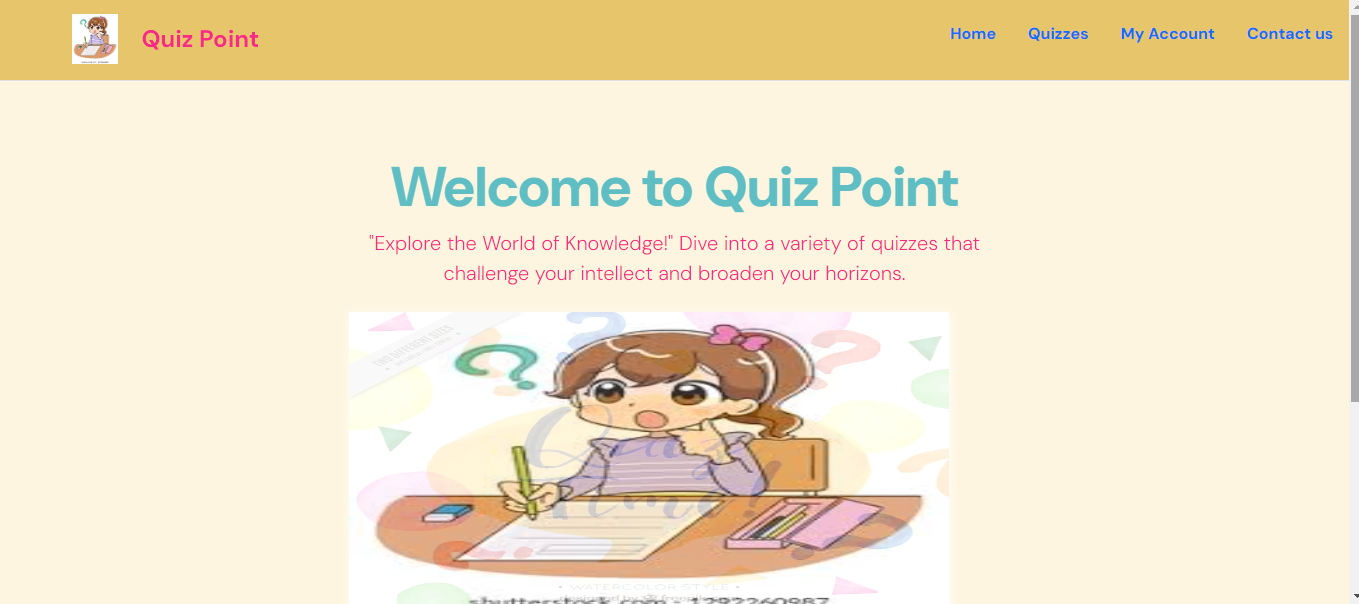 Quiz Point
Home Quizzes My Account Contact us
Welcome to Quiz Point
"Explore the World of Knowledge!" Dive into a variety of quizzes that
challenge your intellect and broaden your horizons.
Quiz
Time!
• WATERCOLOR STYLE •
shutterstock.com · 1292260987